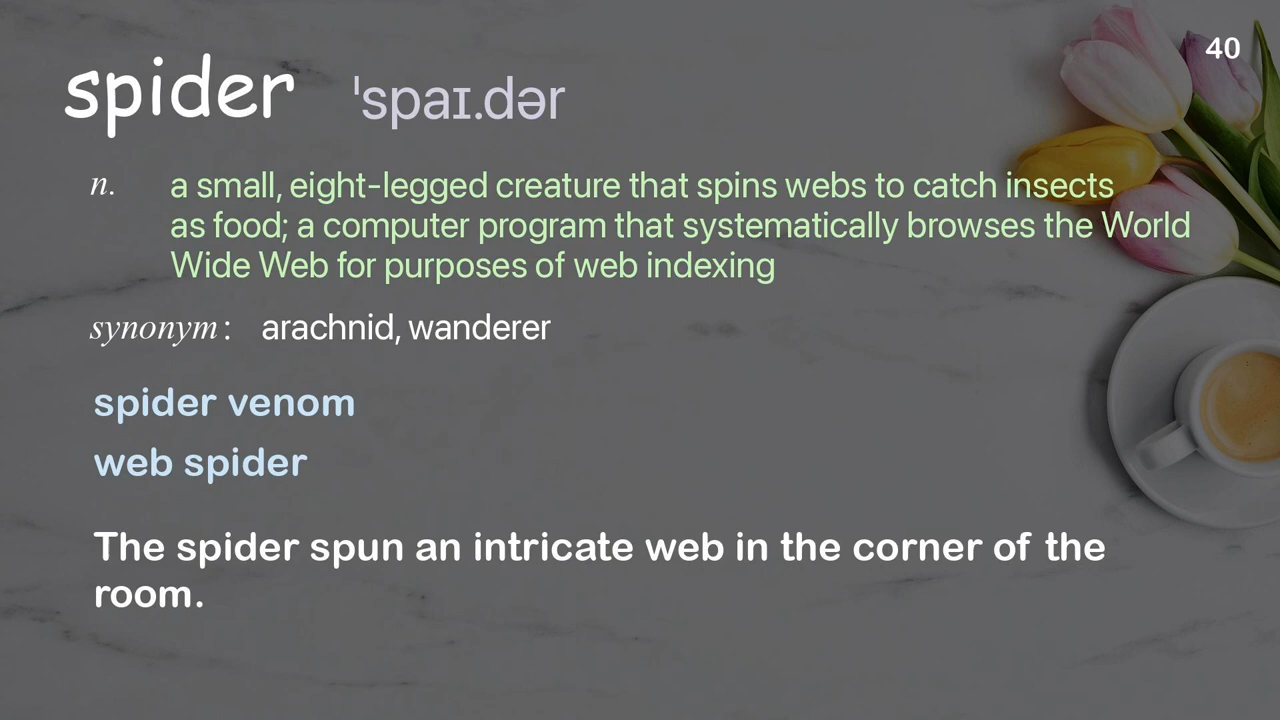 40
spider ˈspaɪ.dər
n. a small, eight-legged creature that spins webs to catch insects
as food; a computer program that systematically browses the World
Wide Web for purposes of web indexing
synonym: arachnid, wanderer
spider venom
web spider
The spider spun an intricate web in the corner of the
room.